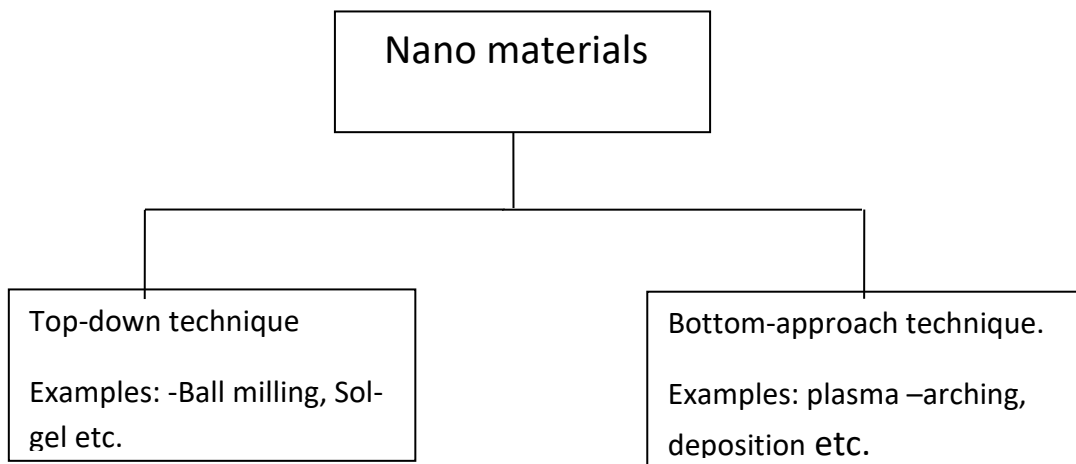 Nano materials
Top-down technique
Examples: -Ball milling, Sol-
gel etc.
Bottom-approach technique.
Examples: plasma –arching,
deposition etc.